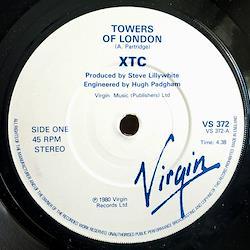 TOWERS
OF LONDON
(A. Partridge)
XTC
Produced by Steve Lillywhite
Engineered by Hugh Padgham
Virgin Music (Publishers) Ltd
SIDE ONE
45 RPM
STEREO
VS 372
VS 372-A
Time: 4.38
Virgin
℗ 1980 Virgin
Records Ltd